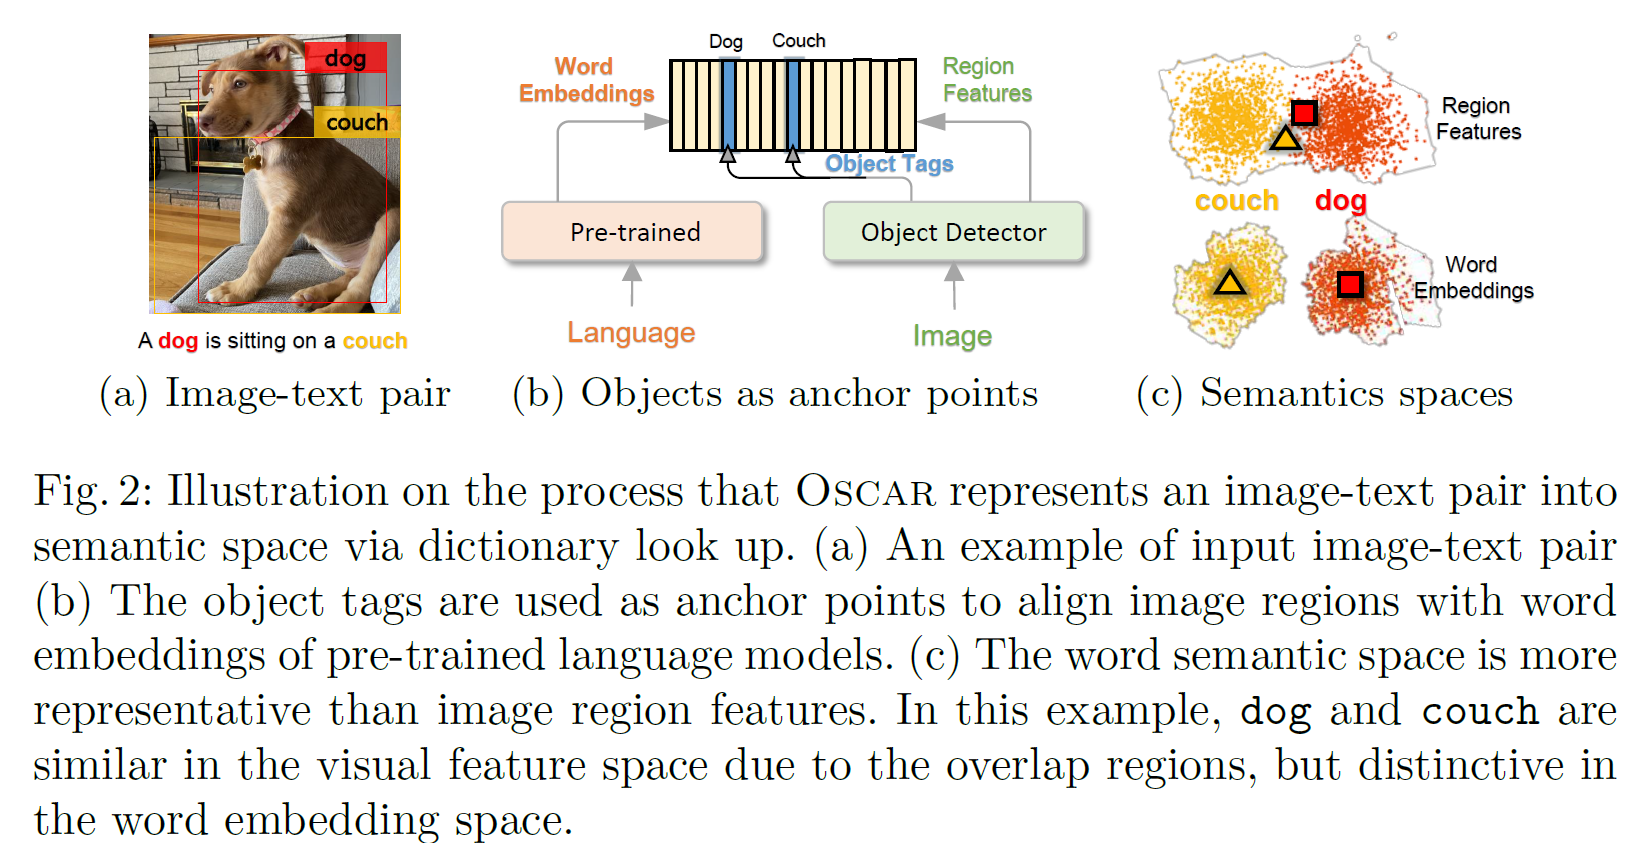 dog
couch
A dog is sitting on a couch
(a) Image-text pair
Dog Couch
Word
Embeddings
Region
Features
Object Tags
Pre-trained
Object Detector
Language
Image
(b) Objects as anchor points
Region
Features
couch dog
Word
Embeddings
(c) Semantics spaces
Fig. 2: Illustration on the process that OSCAR represents an image-text pair into
semantic space via dictionary look up. (a) An example of input image-text pair
(b) The object tags are used as anchor points to align image regions with word
embeddings of pre-trained language models. (c) The word semantic space is more
representative than image region features. In this example, dog and couch are
similar in the visual feature space due to the overlap regions, but distinctive in
the word embedding space.